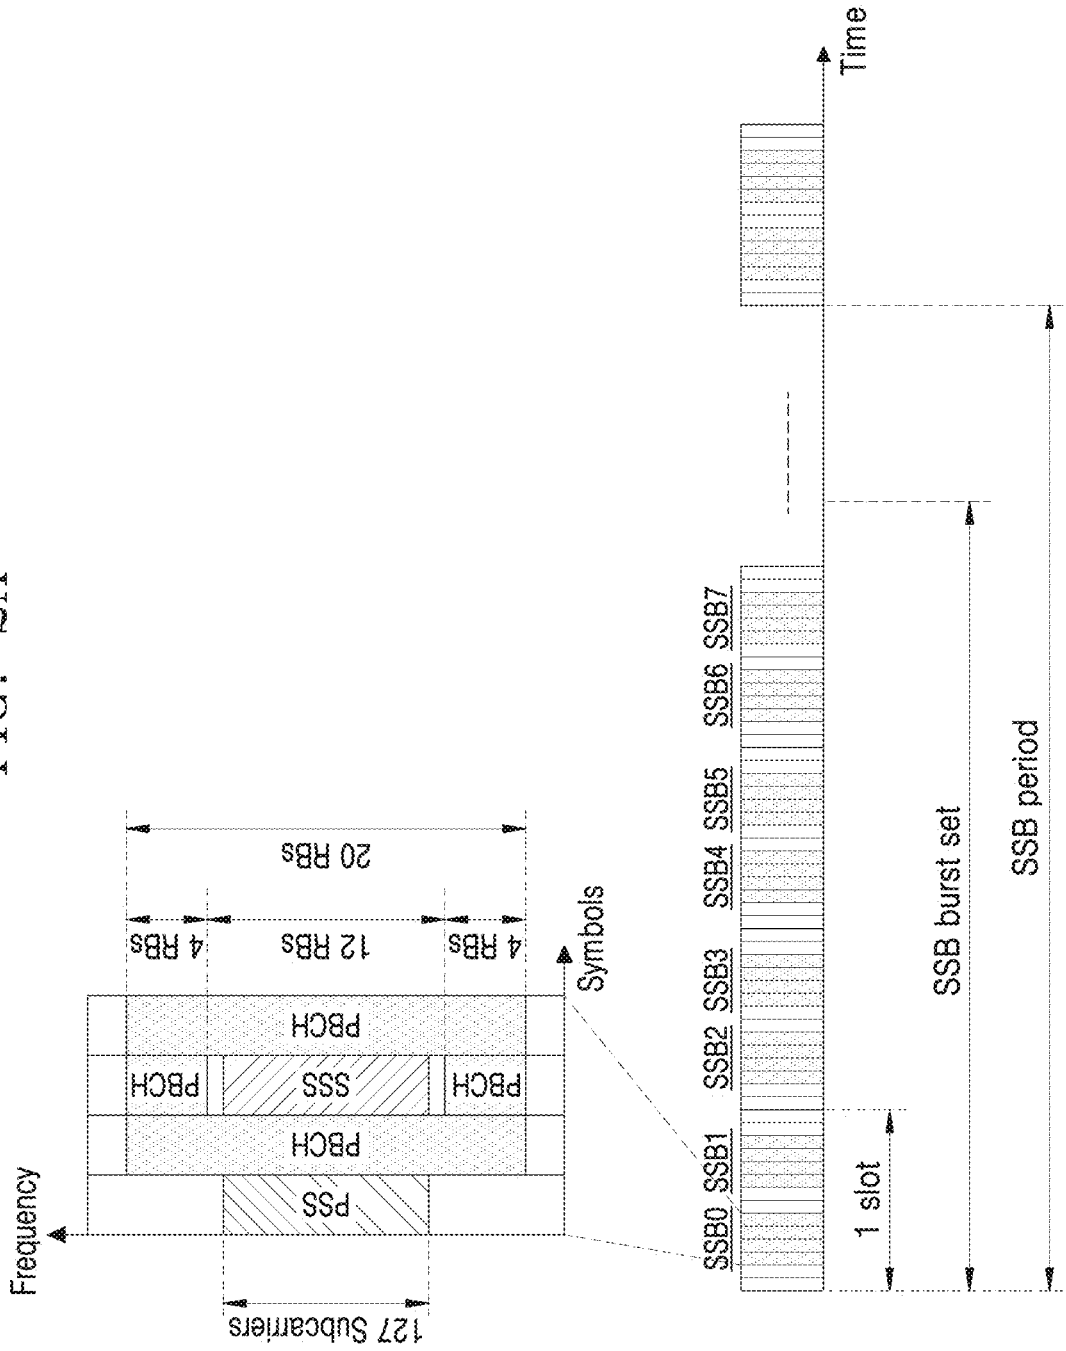 Frequency
127 Subcarriers
PSS
PBCH
PBCH
SSS
PBCH
PBCH
4 RBs
12 RBs
4 RBs
20 RBs
Symbols
SSB0
SSB1
SSB2
SSB3
SSB4
SSB5
SSB6
SSB7
Time
1 slot
SSB burst set
SSB period